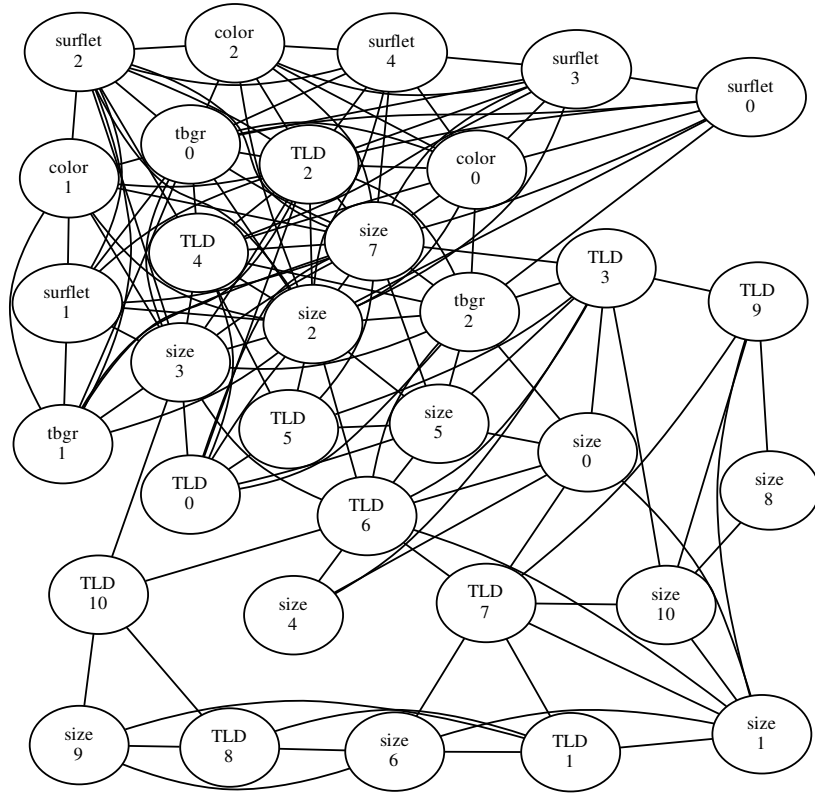 surflet
2
color
2
surflet
4
surflet
3
surflet
0
tbgr
0
TLD
2
color
0
color
1
TLD
4
size
7
TLD
3
surflet
1
size
2
tbgr
2
TLD
9
size
3
tbgr
1
TLD
5
size
5
size
0
TLD
0
size
8
TLD
6
TLD
10
size
4
TLD
7
size
10
size
9
TLD
8
size
6
TLD
1
size
1